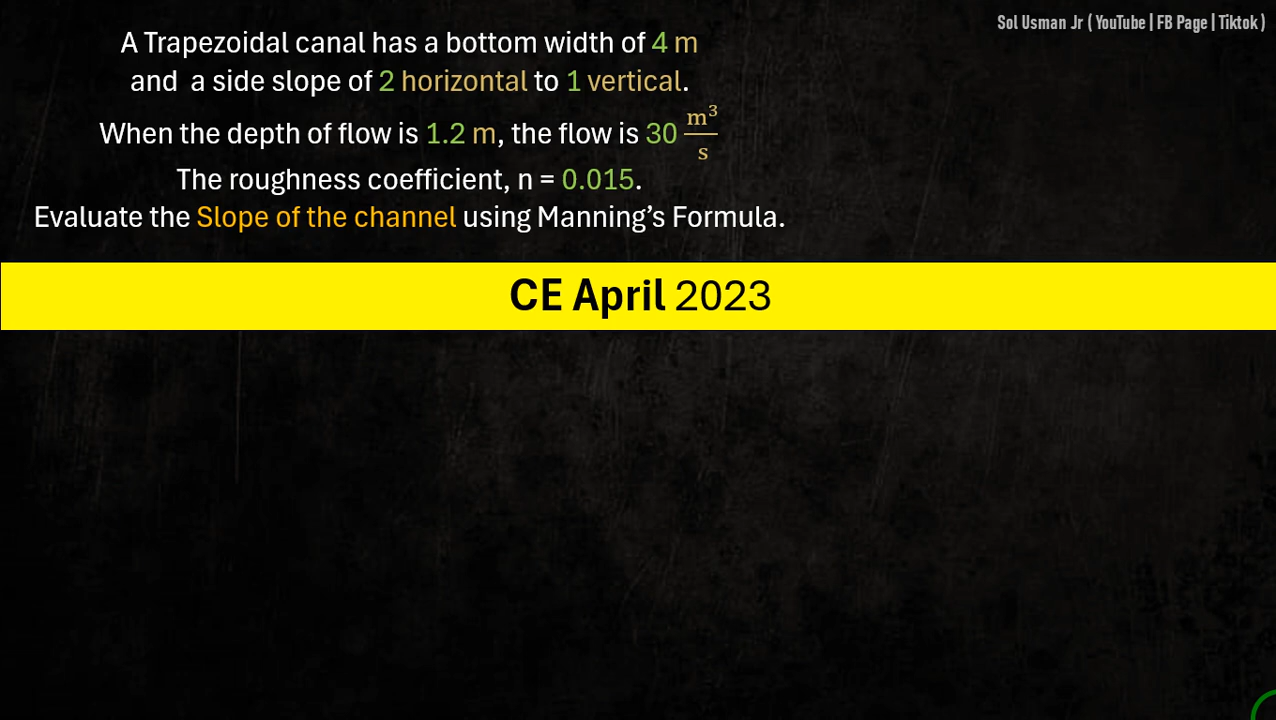 Sol Usman Jr ( YouTube | FB Page | Tiktok )
A Trapezoidal canal has a bottom width of 4 m
and a side slope of 2 horizontal to 1 vertical.
When the depth of flow is 1.2 m, the flow is 30 m³/s
The roughness coefficient, n = 0.015.
Evaluate the Slope of the channel using Manning’s Formula.
CE April 2023